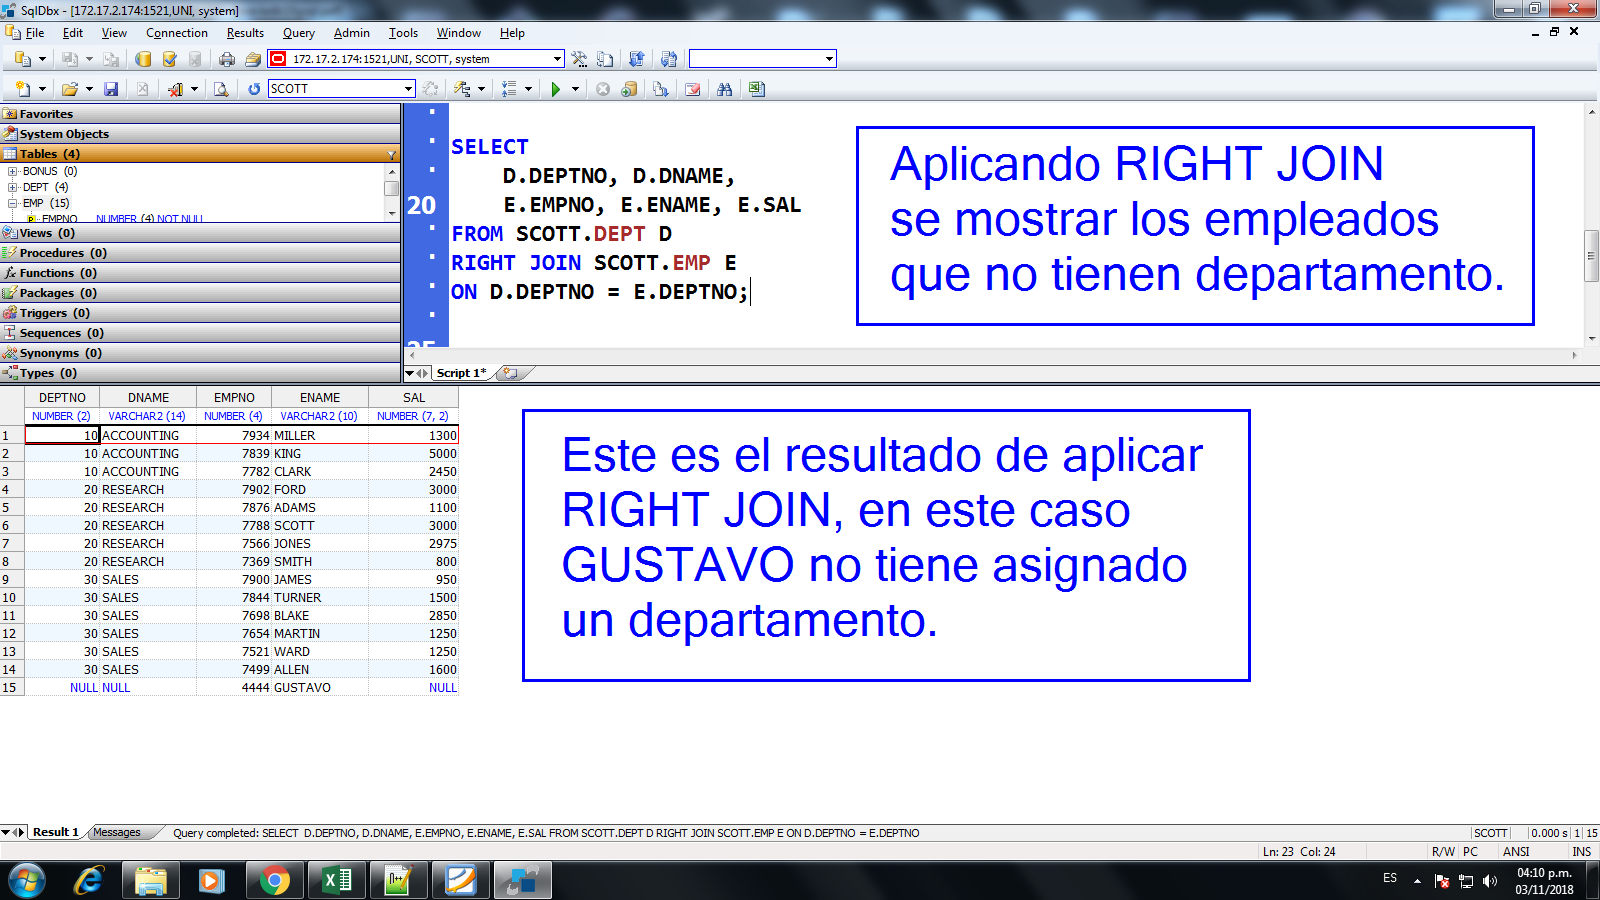 SqlDbx - [172.17.2.174:1521,UNI, system]
File Edit View Connection Results Query Admin Tools Window Help
172.17.2.174:1521,UNI, SCOTT, system
SCOTT
Favorites
System Objects
Tables (4)
BONUS (0)
DEPT (4)
EMP (15)
EMPNO NUMBER (4) NOT NULL
Views (0)
Procedures (0)
Functions (0)
Packages (0)
Triggers (0)
Sequences (0)
Synonyms (0)
Types (0)
SELECT
D.DEPTNO, D.DNAME,
20 E.EMPNO, E.ENAME, E.SAL
FROM SCOTT.DEPT D
RIGHT JOIN SCOTT.EMP E
ON D.DEPTNO = E.DEPTNO;
25
Script 1*
Aplicando RIGHT JOIN
se mostrar los empleados
que no tienen departamento.
DEPTNO DNAME EMPNO ENAME SAL
NUMBER (2) VARCHAR2 (14) NUMBER (4) VARCHAR2 (10) NUMBER (7, 2)
1 10 ACCOUNTING 7934 MILLER 1300
2 10 ACCOUNTING 7839 KING 5000
3 10 ACCOUNTING 7782 CLARK 2450
4 20 RESEARCH 7902 FORD 3000
5 20 RESEARCH 7876 ADAMS 1100
6 20 RESEARCH 7788 SCOTT 3000
7 20 RESEARCH 7566 JONES 2975
8 20 RESEARCH 7369 SMITH 800
9 30 SALES 7900 JAMES 950
10 30 SALES 7844 TURNER 1500
11 30 SALES 7698 BLAKE 2850
12 30 SALES 7654 MARTIN 1250
13 30 SALES 7521 WARD 1250
14 30 SALES 7499 ALLEN 1600
15 NULL NULL 4444 GUSTAVO NULL
Este es el resultado de aplicar
RIGHT JOIN, en este caso
GUSTAVO no tiene asignado
un departamento.
Result 1 Messages Query completed: SELECT D.DEPTNO, D.DNAME, E.EMPNO, E.ENAME, E.SAL FROM SCOTT.DEPT D RIGHT JOIN SCOTT.EMP E ON D.DEPTNO = E.DEPTNO SCOTT 0.000 s 1 15
Ln: 23 Col: 24 R/W PC ANSI INS
ES 04:10 p.m.
03/11/2018